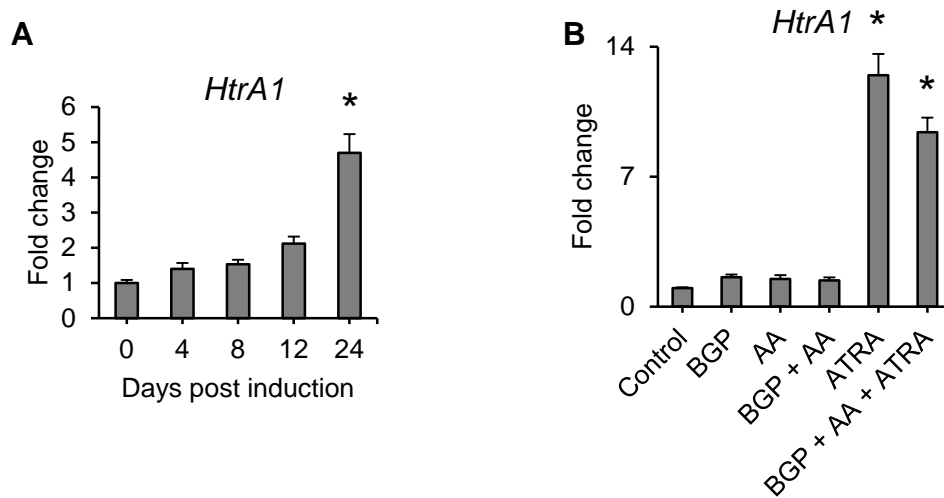 A
HtrA1
*
6
5
4
3
2
1
0
Fold change
0 4 8 12 24
Days post induction
B
HtrA1
*
*
14
7
0
Fold change
Control
BGP
AA
BGP + AA
ATRA
BGP + AA + ATRA